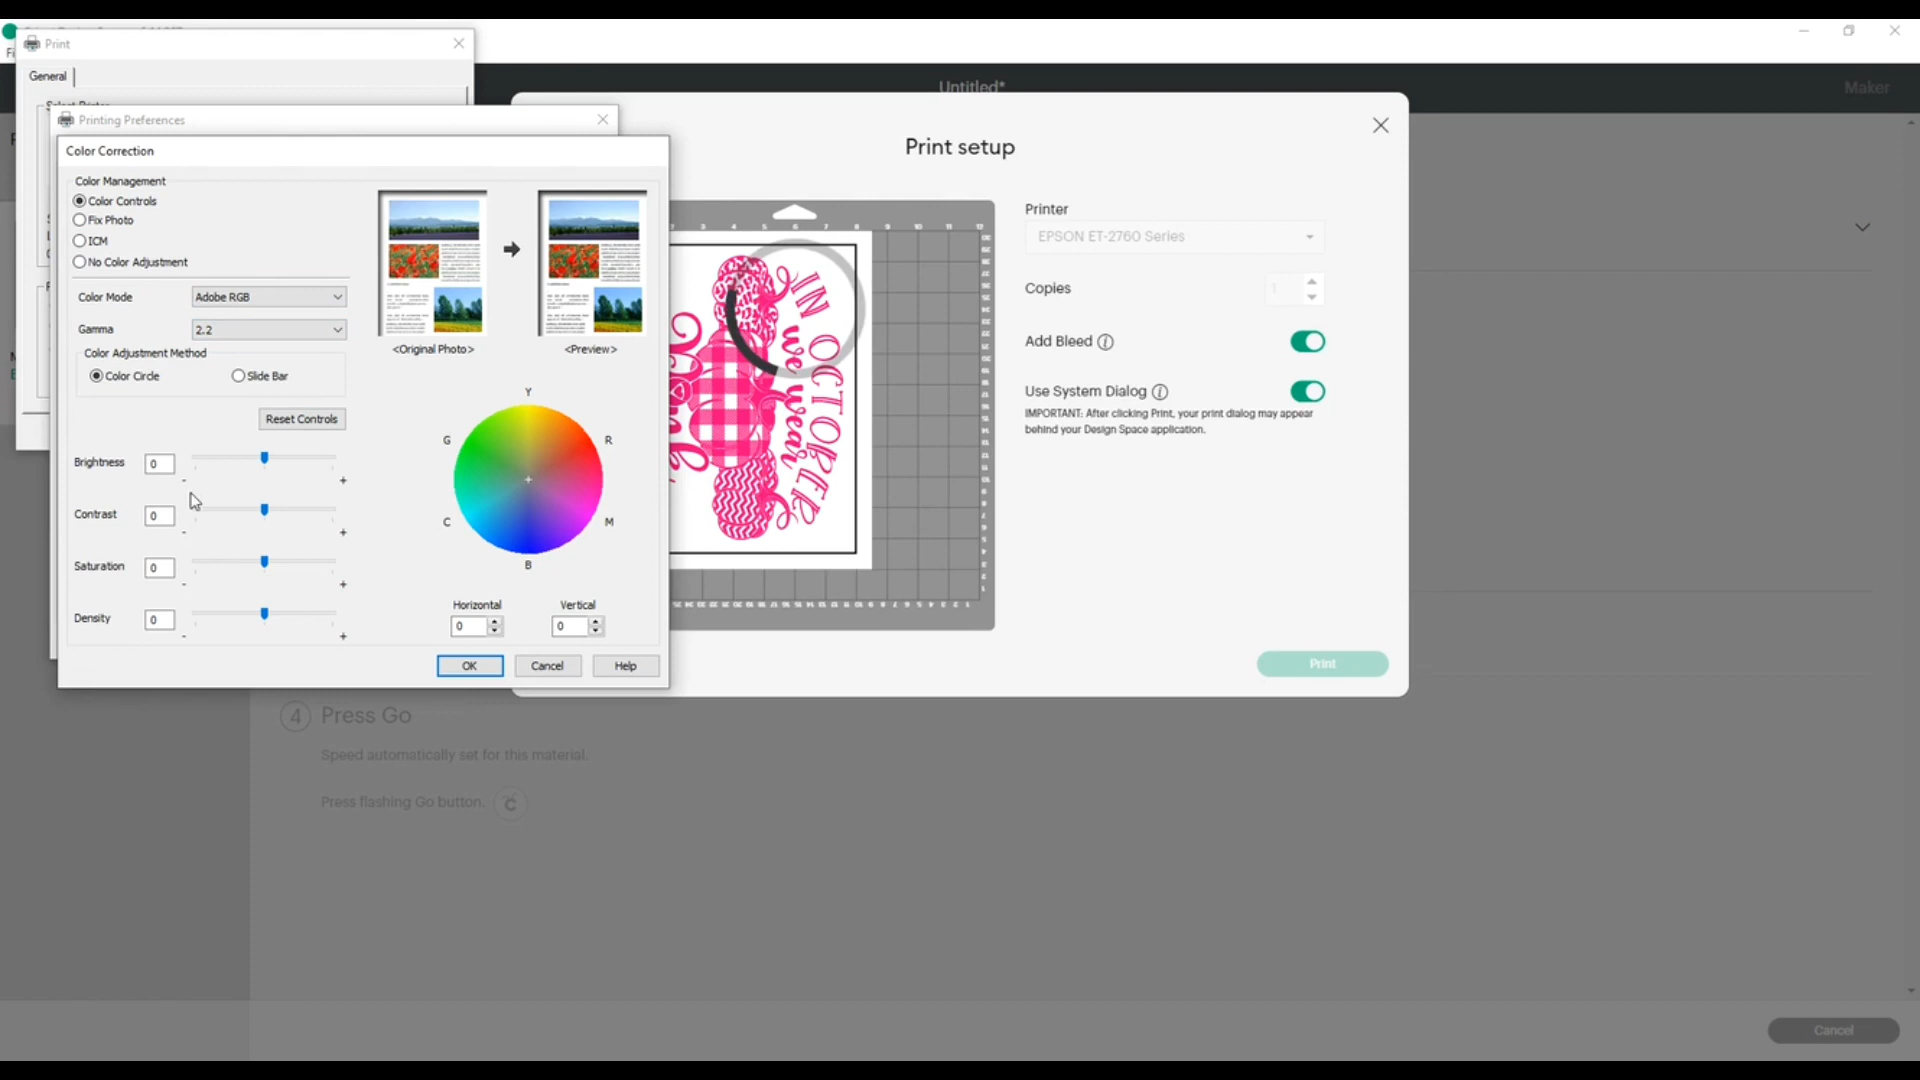 Print
General
Untitled*
Maker
Printing Preferences
Color Correction
Color Management
Color Controls
Fix Photo
ICM
No Color Adjustment
Color Mode
Adobe RGB
Gamma
2.2
Color Adjustment Method
Color Circle
Slide Bar
Reset Controls
Brightness
0
-
+
Contrast
0
-
+
Saturation
0
-
+
Density
0
-
+
<Original Photo>
<Preview>
Y
G
R
C
M
B
Horizontal
Vertical
0
0
OK
Cancel
Help
Print setup
IN OCTOBER
we wear
Printer
EPSON ET-2760 Series
Copies
1
Add Bleed
Use System Dialog
IMPORTANT: After clicking Print, your print dialog may appear
behind your Design Space application.
Print
4 Press Go
Speed automatically set for this material.
Press flashing Go button.
Cancel